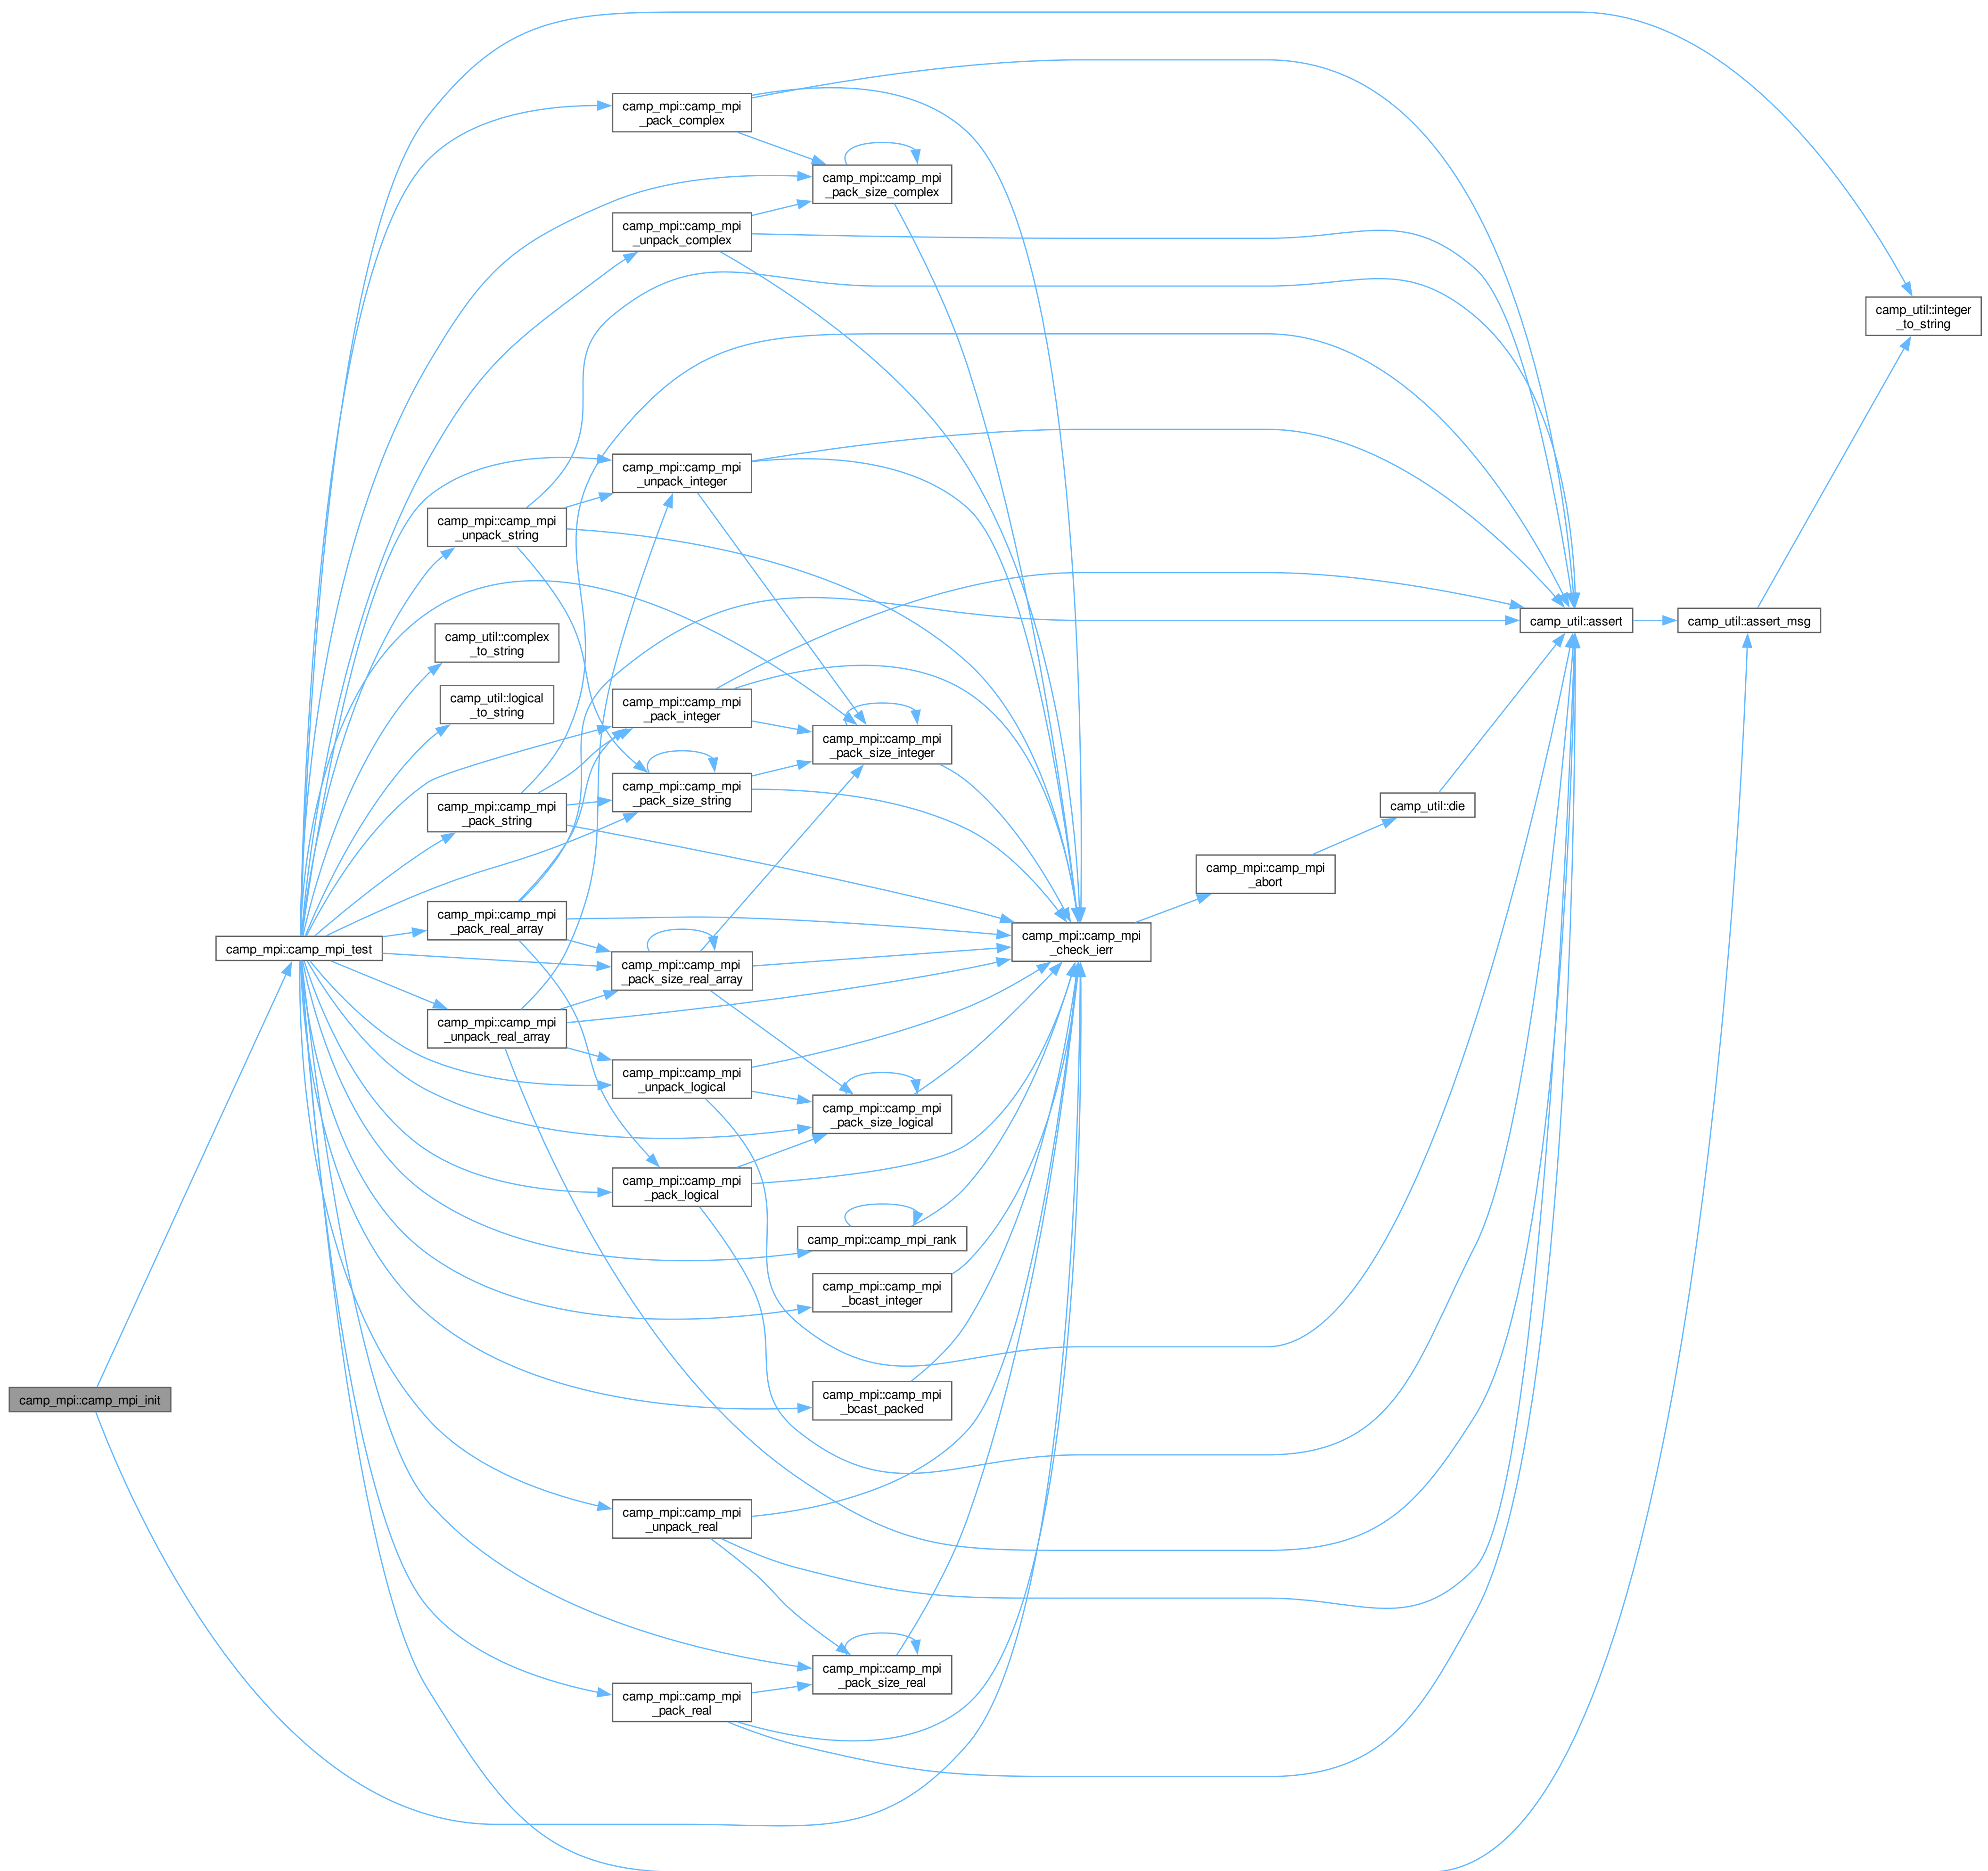 camp_mpi::camp_mpi
_pack_complex
camp_mpi::camp_mpi
_pack_size_complex
camp_mpi::camp_mpi
_unpack_complex
camp_util::integer
_to_string
camp_mpi::camp_mpi
_unpack_integer
camp_mpi::camp_mpi
_unpack_string
camp_util::assert
camp_util::assert_msg
camp_util::complex
_to_string
camp_util::logical
_to_string
camp_mpi::camp_mpi
_pack_integer
camp_mpi::camp_mpi
_pack_size_integer
camp_mpi::camp_mpi
_pack_size_string
camp_mpi::camp_mpi
_pack_string
camp_util::die
camp_mpi::camp_mpi
_abort
camp_mpi::camp_mpi
_pack_real_array
camp_mpi::camp_mpi
_check_ierr
camp_mpi::camp_mpi_test
camp_mpi::camp_mpi
_pack_size_real_array
camp_mpi::camp_mpi
_unpack_real_array
camp_mpi::camp_mpi
_unpack_logical
camp_mpi::camp_mpi
_pack_size_logical
camp_mpi::camp_mpi
_pack_logical
camp_mpi::camp_mpi_rank
camp_mpi::camp_mpi
_bcast_integer
camp_mpi::camp_mpi_init
camp_mpi::camp_mpi
_bcast_packed
camp_mpi::camp_mpi
_unpack_real
camp_mpi::camp_mpi
_pack_size_real
camp_mpi::camp_mpi
_pack_real